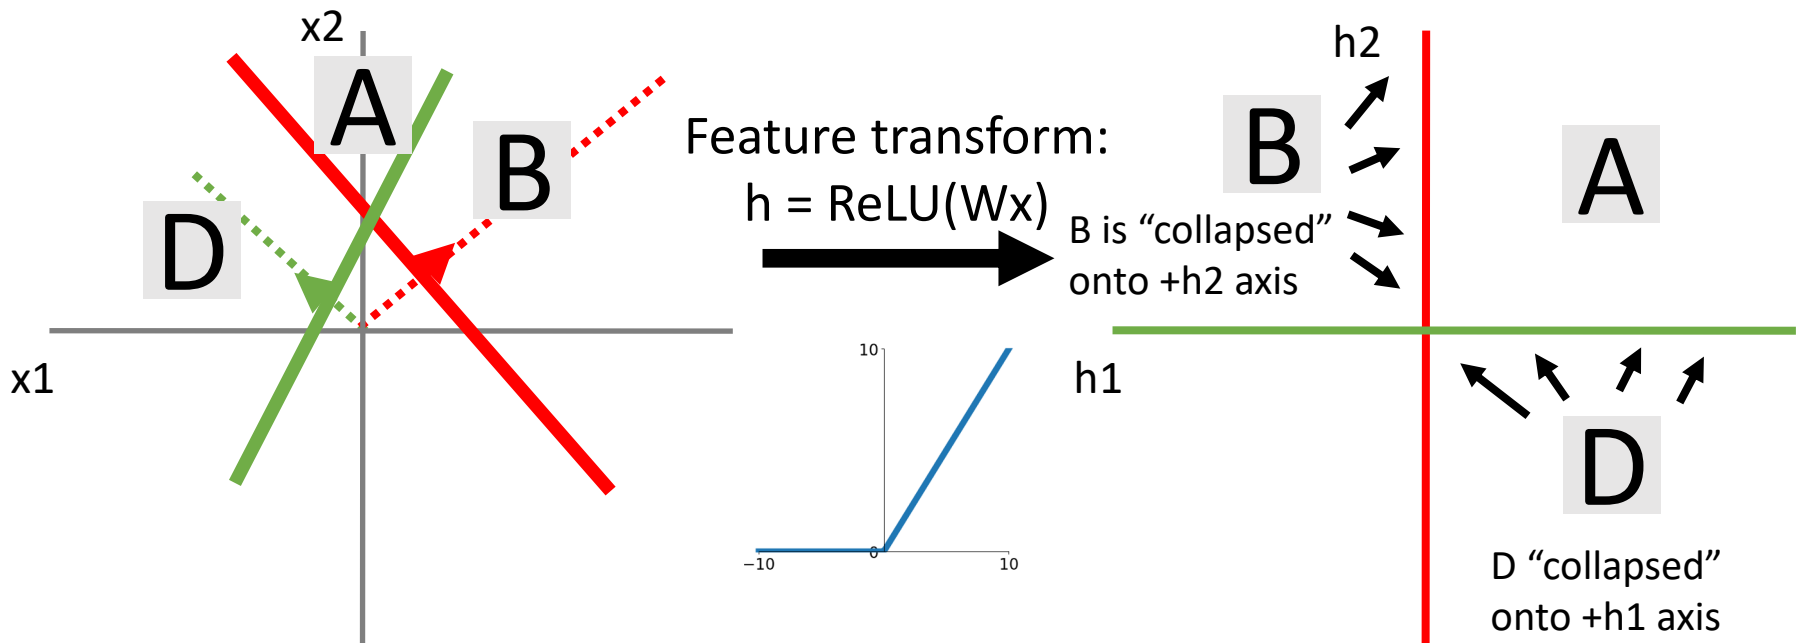 x2
A
B
D
x1
Feature transform:
h = ReLU(Wx)
10
0
−10
10
h2
B
A
B is “collapsed”
onto +h2 axis
h1
D
D “collapsed”
onto +h1 axis